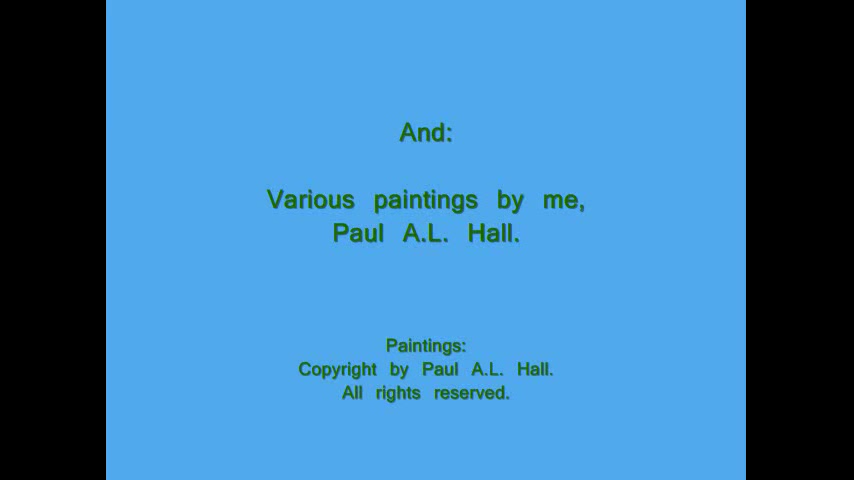 And:
Various paintings by me,
Paul A.L. Hall.
Paintings:
Copyright by Paul A.L. Hall.
All rights reserved.